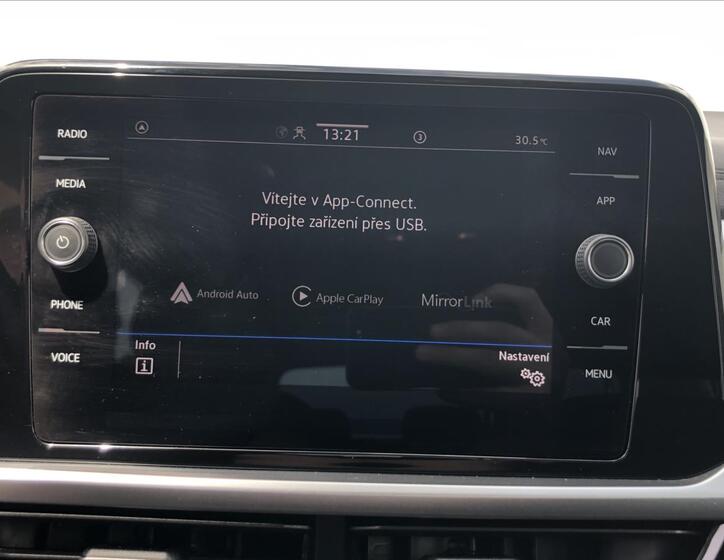 RADIO
MEDIA
PHONE
VOICE
13:21
3
30.5°C
Vítejte v App-Connect.
Připojte zařízení přes USB.
Android Auto
Apple CarPlay
MirrorLink
Info
i
Nastavení
NAV
APP
CAR
MENU